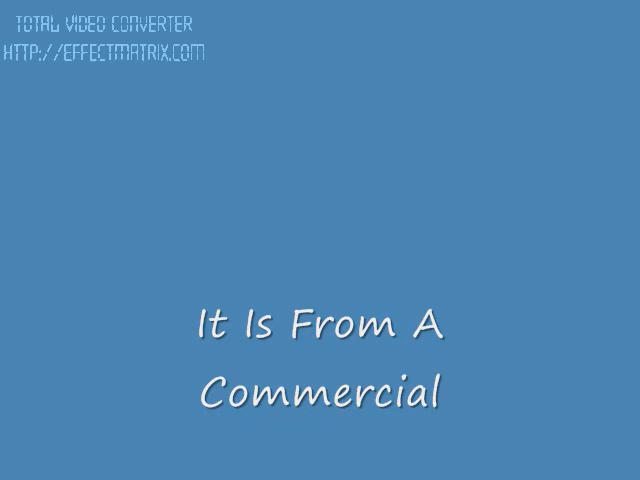 TOTAL VIDEO CONVERTER
HTTP://EFFECTMATRIX.COM
It Is From A
Commercial